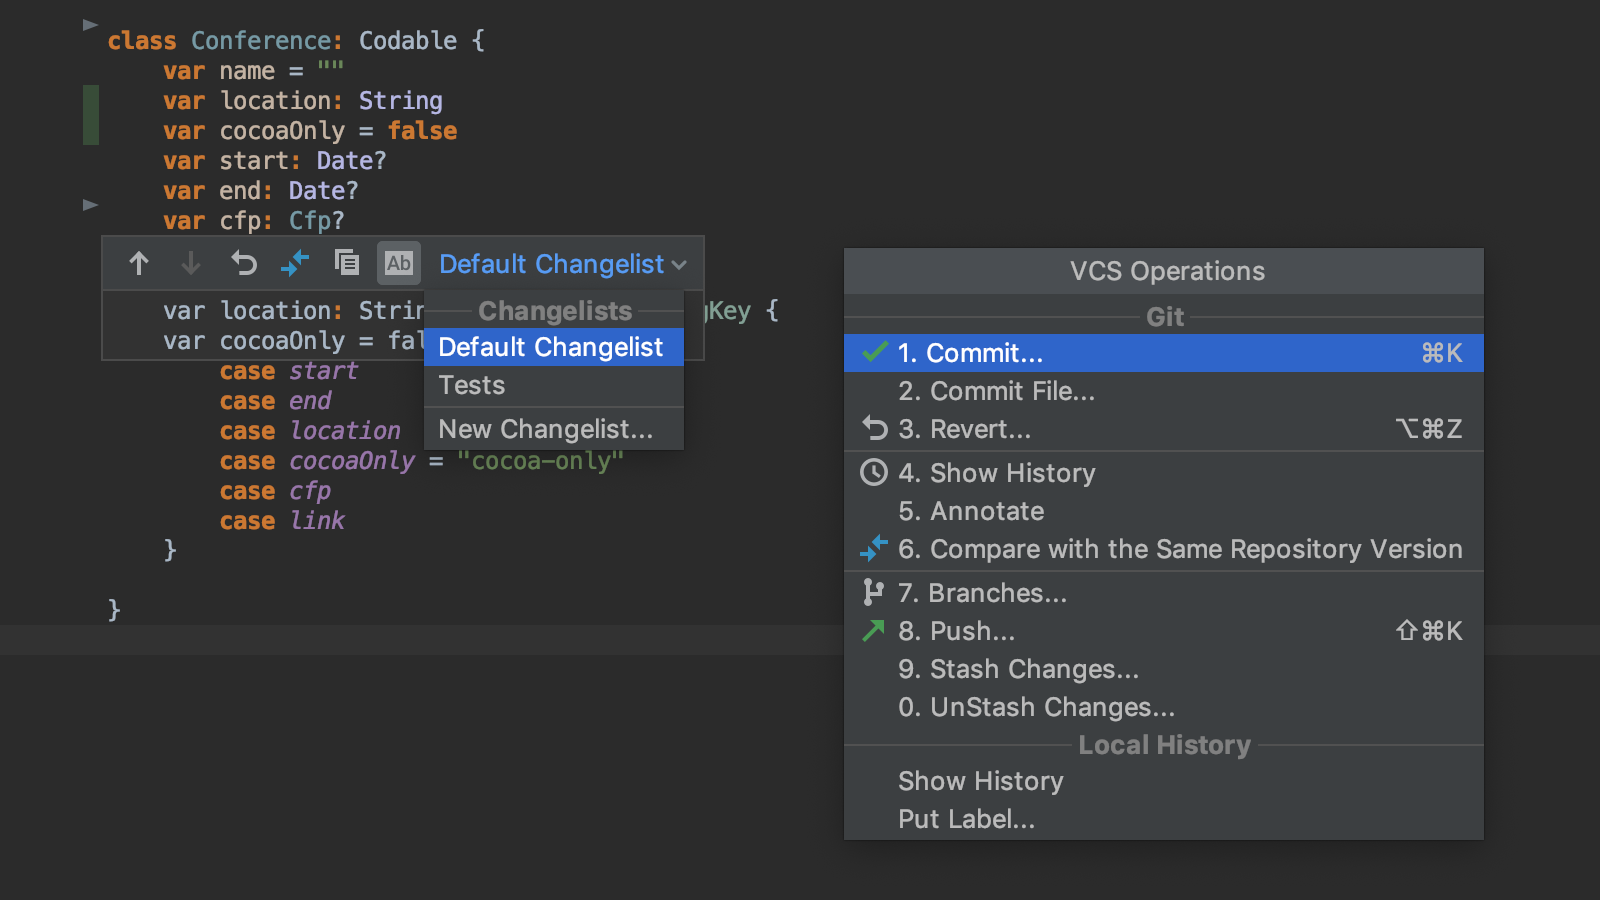 class Conference: Codable {
var name = ""
var location: String
var cocoaOnly = false
var start: Date?
var end: Date?
var cfp: Cfp?
Ab Default Changelist
var location:
Key {
var cocoaOnly =
Changelists
Default Changelist
Tests
New Changelist...
case start
case end
case location
case cocoaOnly = "cocoa-only"
case cfp
case link
}
}
VCS Operations
Git
1. Commit... ⌘K
2. Commit File...
3. Revert... ⌥⌘Z
4. Show History
5. Annotate
6. Compare with the Same Repository Version
7. Branches...
8. Push... ⇧⌘K
9. Stash Changes...
0. UnStash Changes...
Local History
Show History
Put Label...